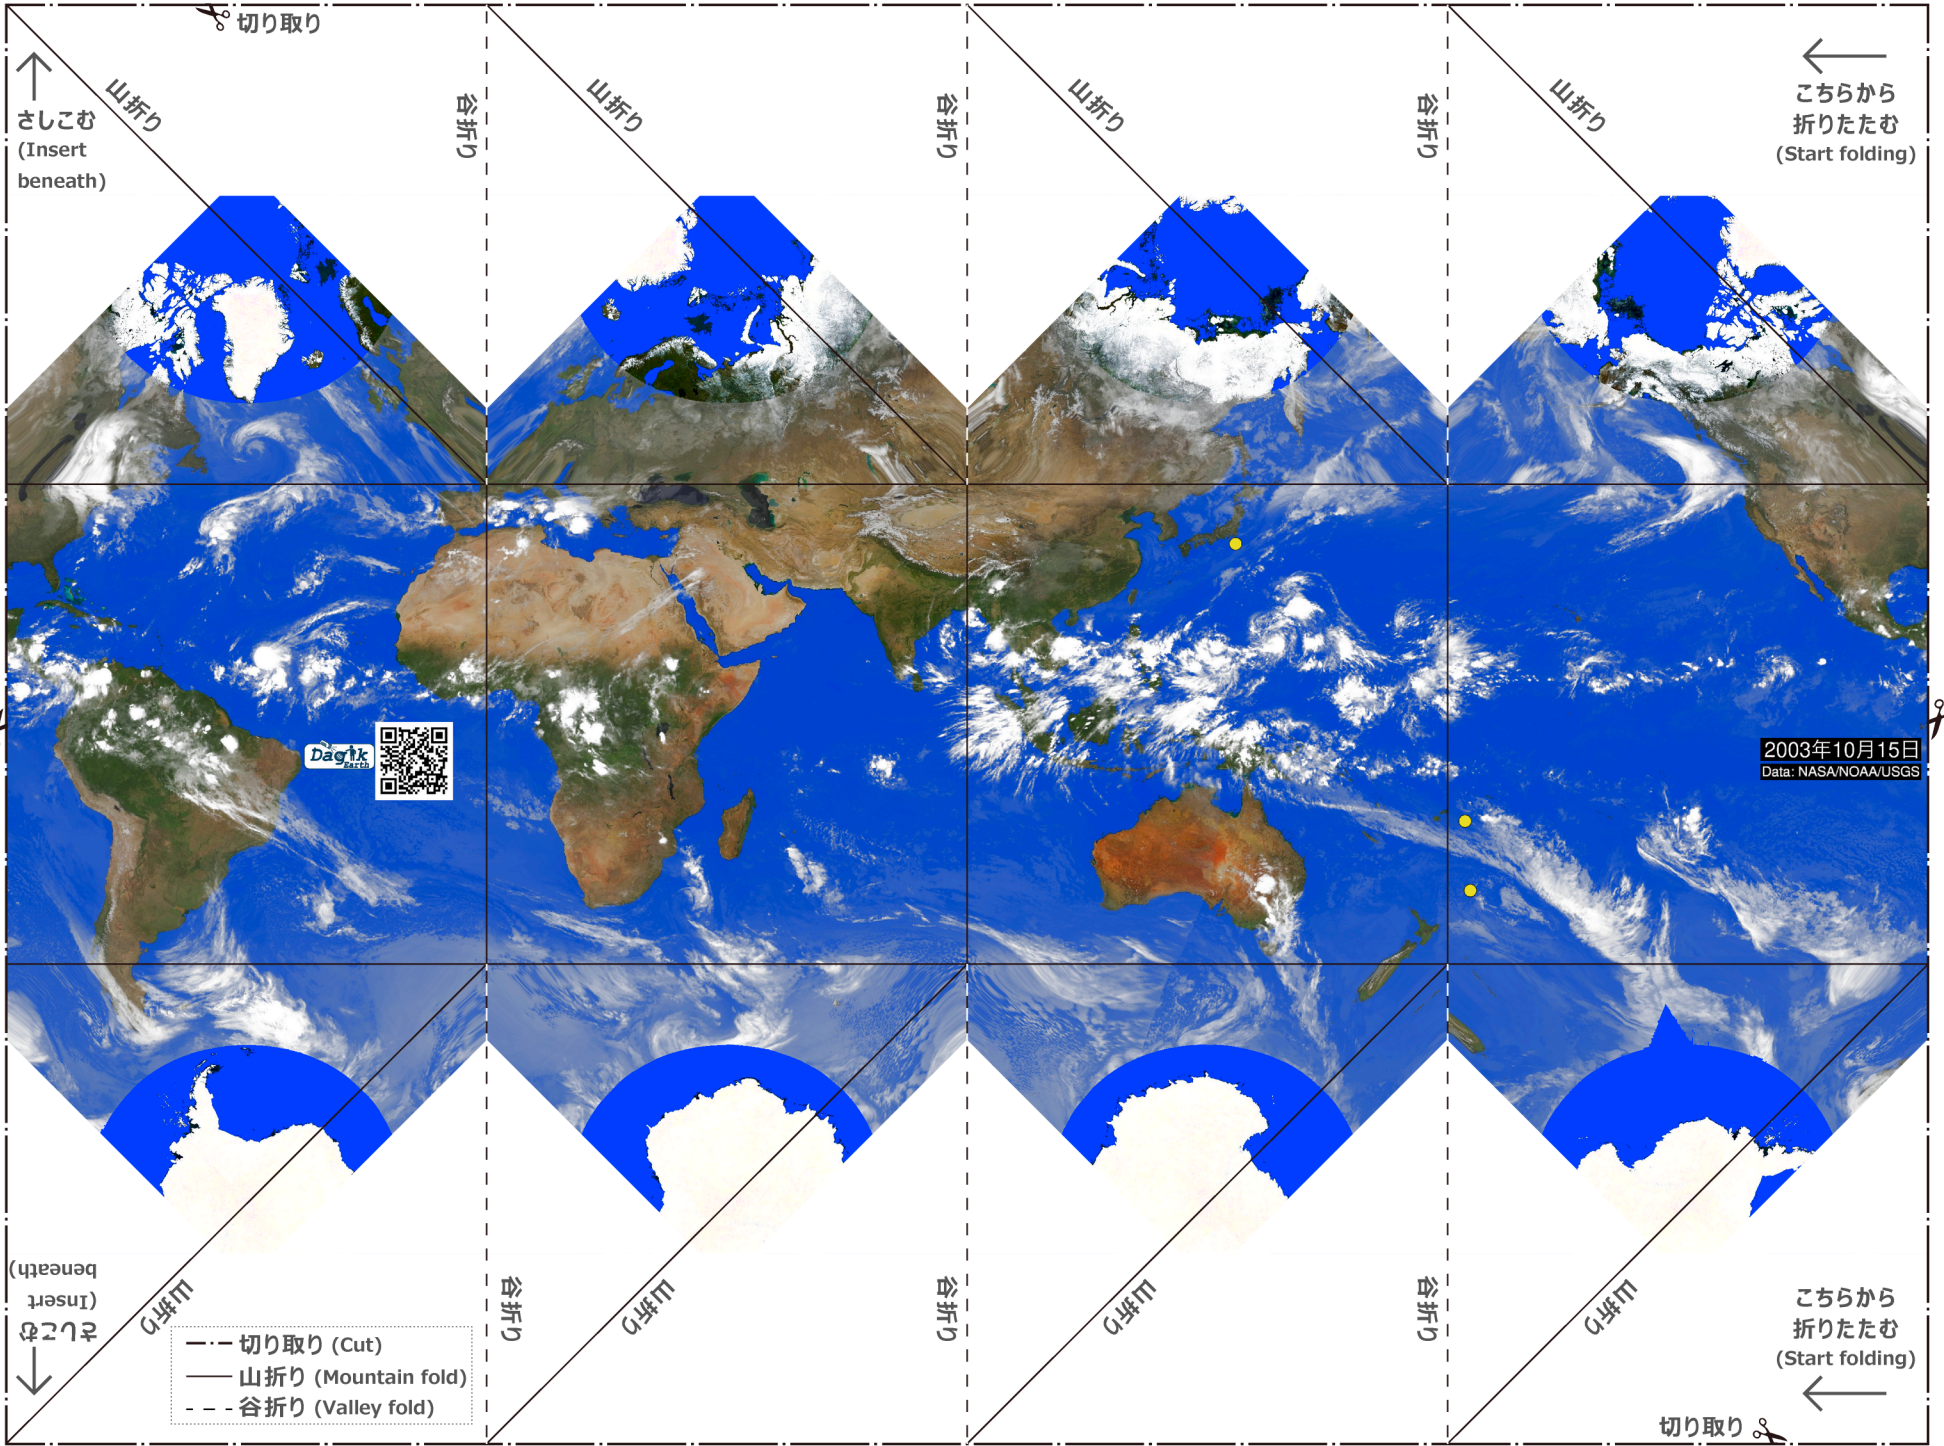 切り取り
山折り
谷折り
山折り
谷折り
山折り
谷折り
山折り
さしこむ
(Insert
beneath)
こちらから
折りたたむ
(Start folding)
Dagik
Earth
2003年10月15日
Data: NASA/NOAA/USGS
さしこむ
(Insert
beneath)
山折り
谷折り
山折り
谷折り
山折り
谷折り
山折り
切り取り (Cut)
山折り (Mountain fold)
谷折り (Valley fold)
こちらから
折りたたむ
(Start folding)
切り取り